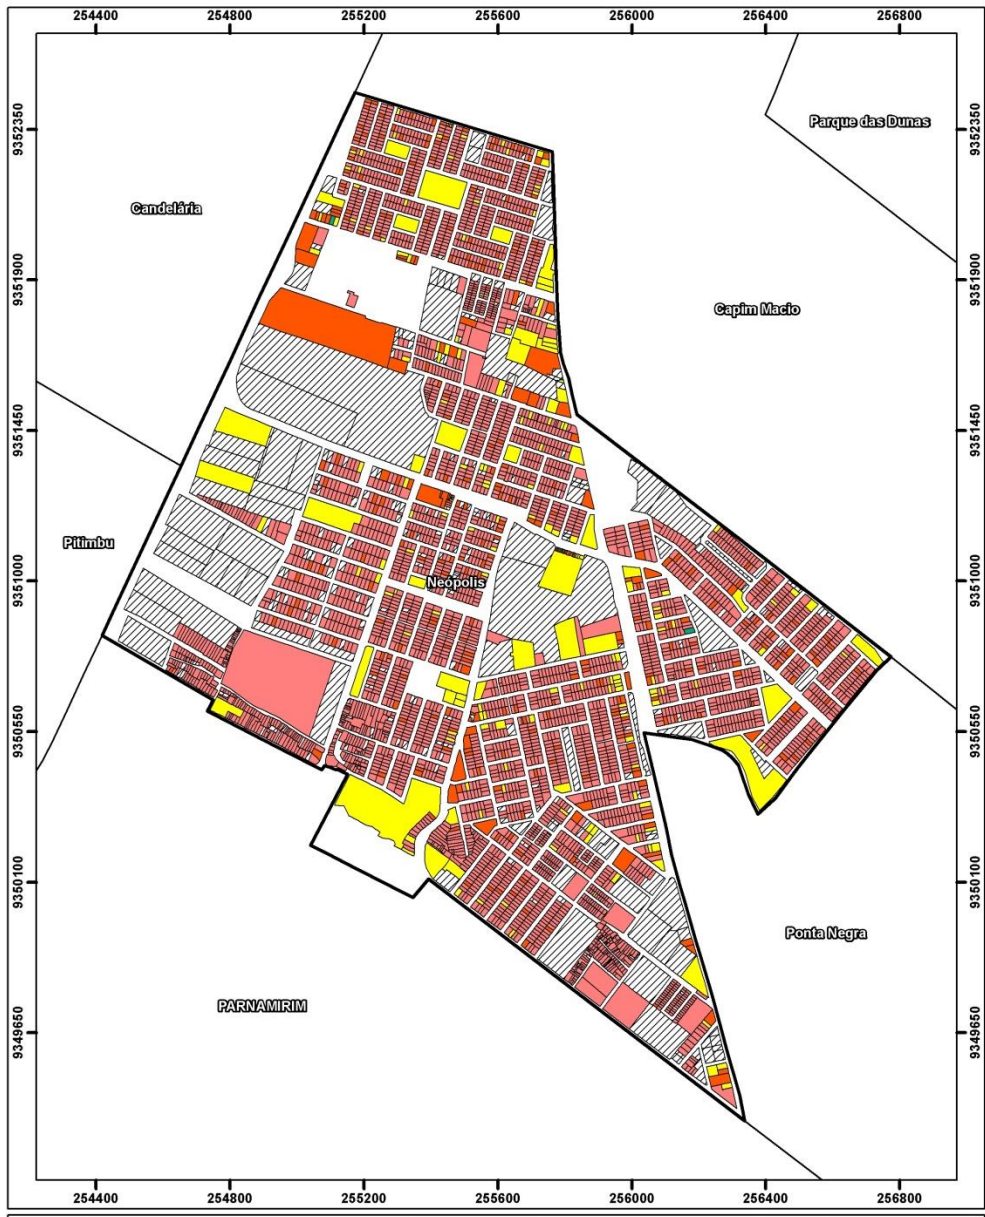 254400 254800 255200 255600 256000 256400 256800
9352350 9352350
Parque das Dunas
Candelária
9351900 9351900
Capim Macio
9351450 9351450
Pitimbu
9351000 9351000
Neópolis
9350550 9350550
9350100 9350100
Ponta Negra
PARNAMIRIM
9349650 9349650
254400 254800 255200 255600 256000 256400 256800